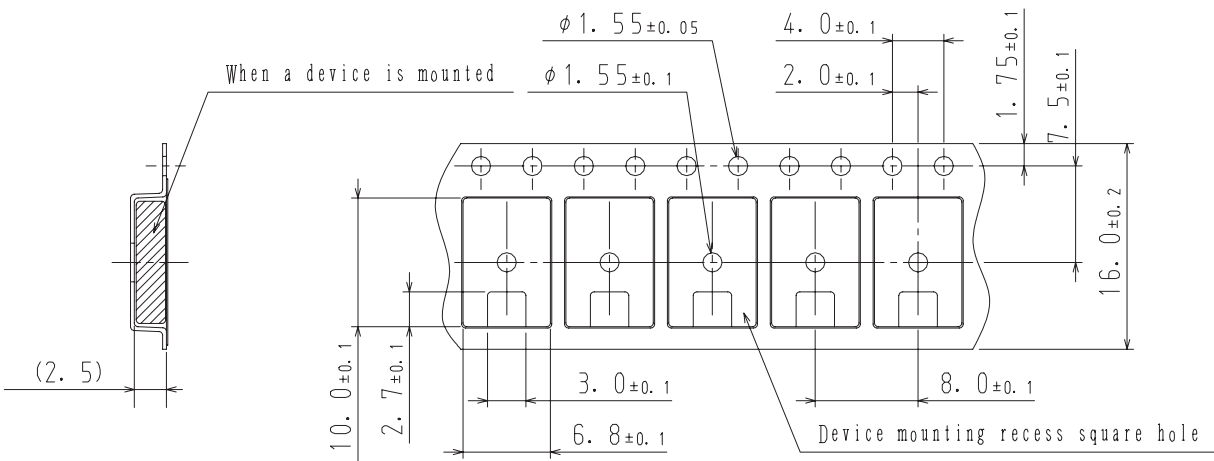 φ1.55±0.05
4.0±0.1
When a device is mounted
φ1.55±0.1
2.0±0.1
1.75±0.1
7.5±0.1
16.0±0.2
(2.5)
10.0±0.1
2.7±0.1
3.0±0.1
8.0±0.1
6.8±0.1
Device mounting recess square hole